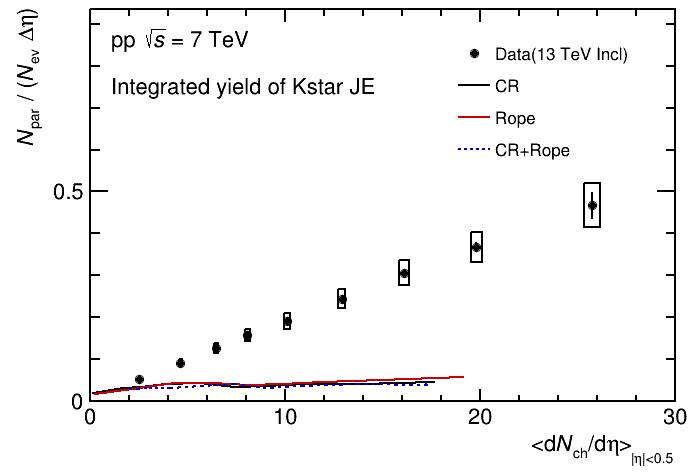 N_par / (N_ev Δη)
pp √s = 7 TeV
Integrated yield of Kstar JE
Data(13 TeV Incl)
CR
Rope
CR+Rope
0.5
0
0 10 20 30
<dN_ch/dη>_|η|<0.5